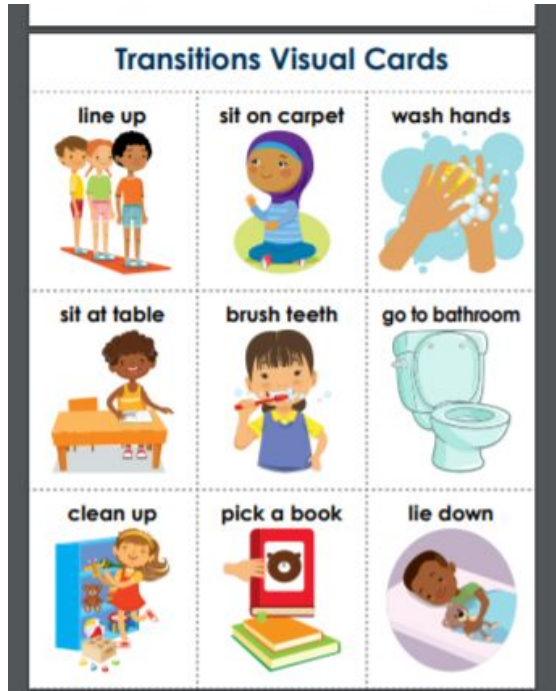 Transitions Visual Cards
line up
sit on carpet
wash hands
sit at table
brush teeth
go to bathroom
clean up
pick a book
lie down